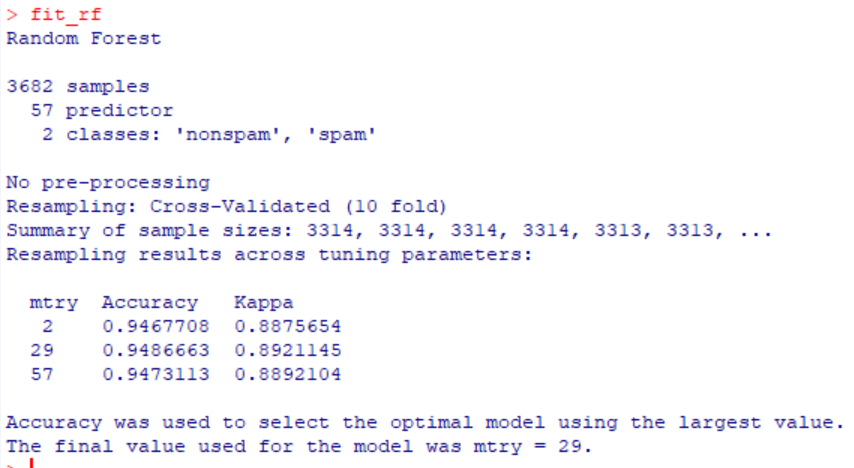 > fit_rf
Random Forest
3682 samples
57 predictor
2 classes: 'nonspam', 'spam'
No pre-processing
Resampling: Cross-Validated (10 fold)
Summary of sample sizes: 3314, 3314, 3314, 3314, 3313, 3313, ...
Resampling results across tuning parameters:
mtry Accuracy Kappa
2 0.9467708 0.8875654
29 0.9486663 0.8921145
57 0.9473113 0.8892104
Accuracy was used to select the optimal model using the largest value.
The final value used for the model was mtry = 29.
>